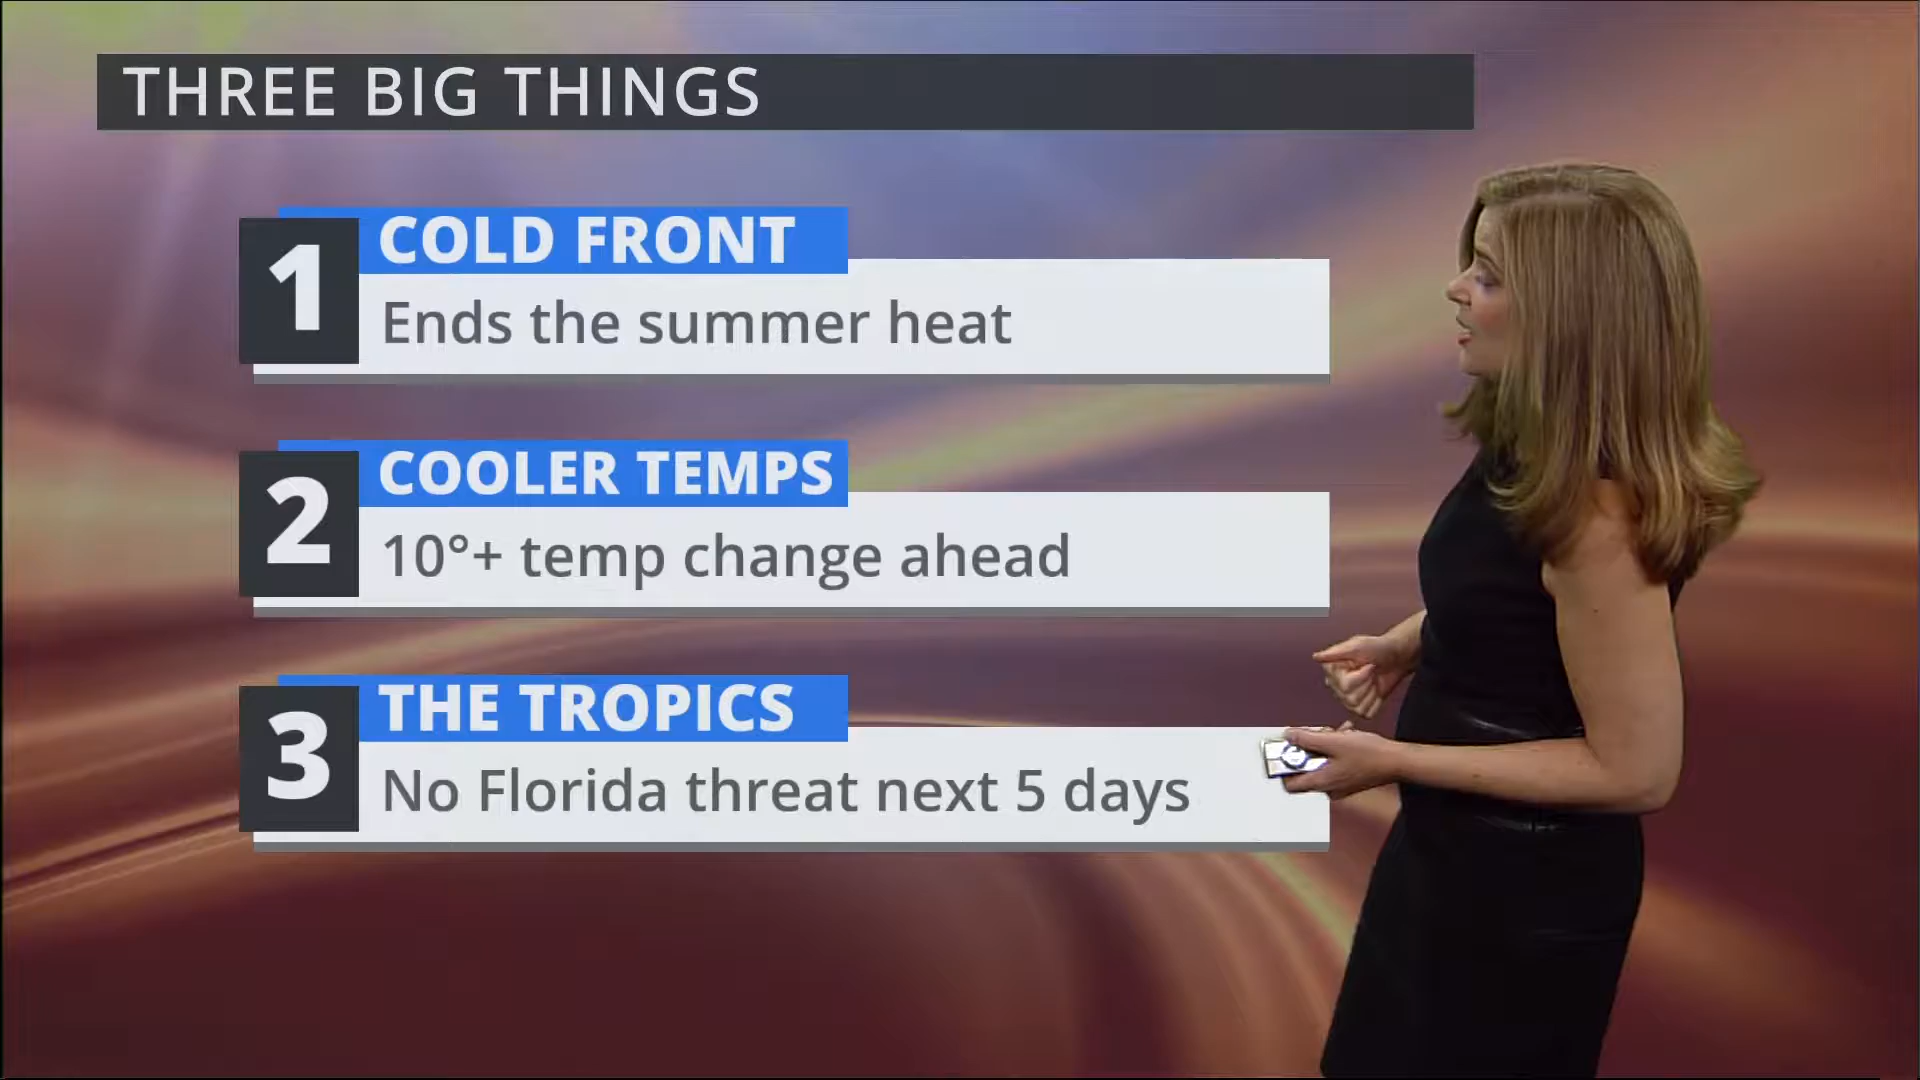 THREE BIG THINGS
1
COLD FRONT
Ends the summer heat
2
COOLER TEMPS
10°+ temp change ahead
3
THE TROPICS
No Florida threat next 5 days